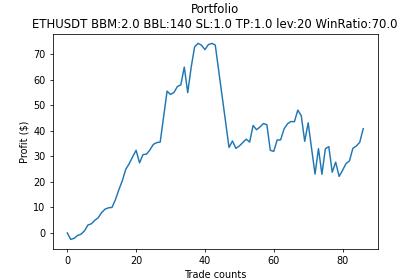 Portfolio
ETHUSDT BBM:2.0 BBL:140 SL:1.0 TP:1.0 lev:20 WinRatio:70.0
70
60
50
40
30
20
10
0
Profit ($)
0 20 40 60 80
Trade counts